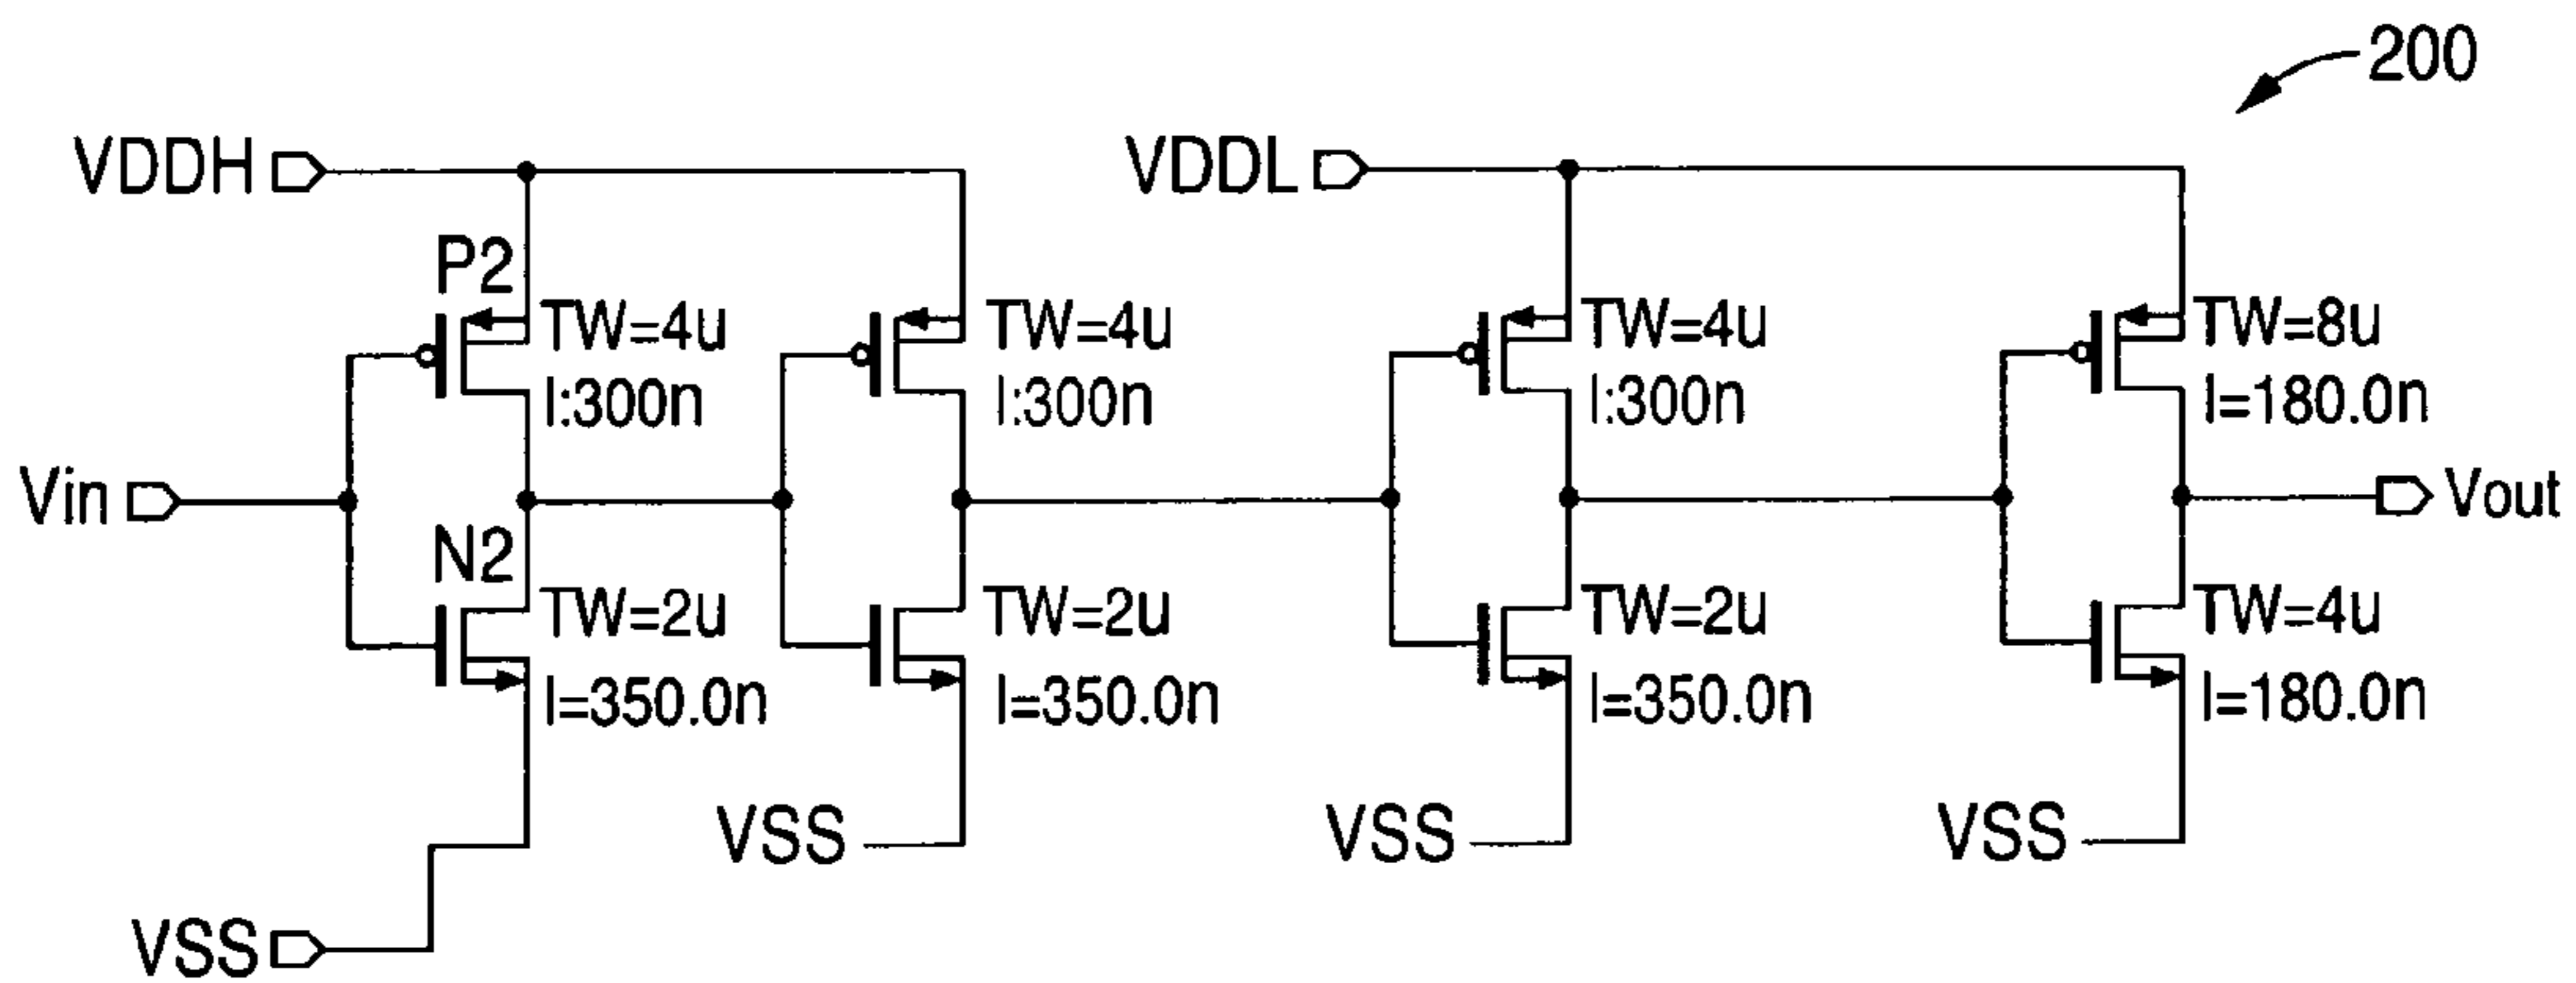 200
VDDH
VDDL
P2
TW=4u
l:300n
TW=4u
l:300n
TW=4u
l:300n
TW=8u
l=180.0n
Vin
Vout
N2
TW=2u
l=350.0n
TW=2u
l=350.0n
TW=2u
l=350.0n
TW=4u
l=180.0n
VSS
VSS
VSS
VSS